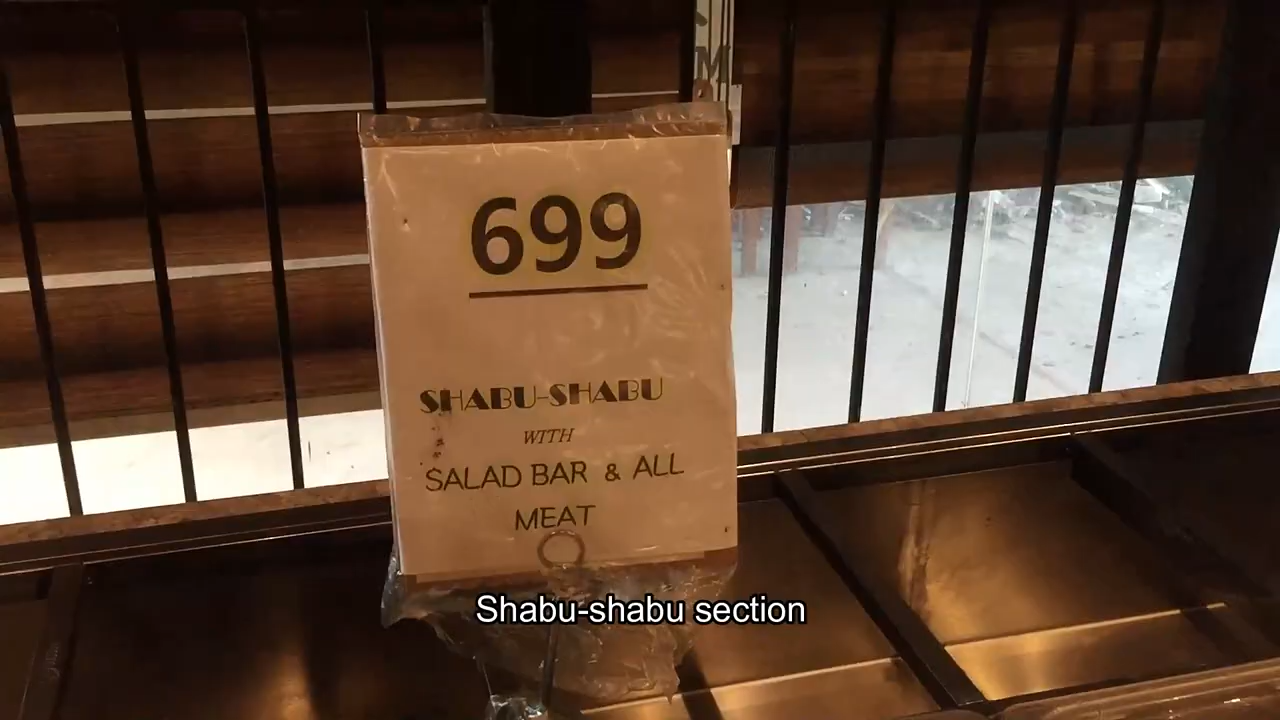 M
699
SHABU-SHABU
WITH
SALAD BAR & ALL
MEAT
Shabu-shabu section